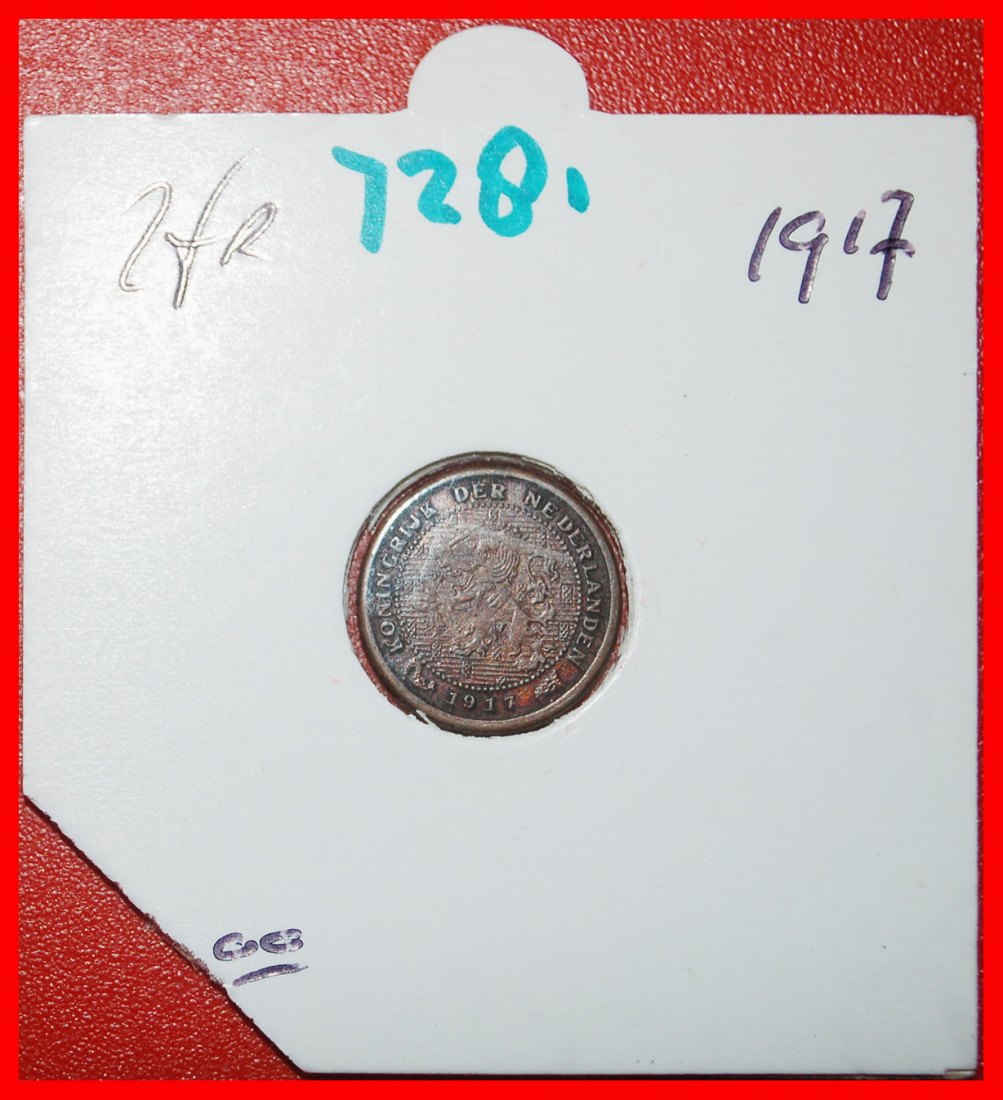 2fr 728. 1917
KONINGRIJK DER NEDERLANDEN
1917